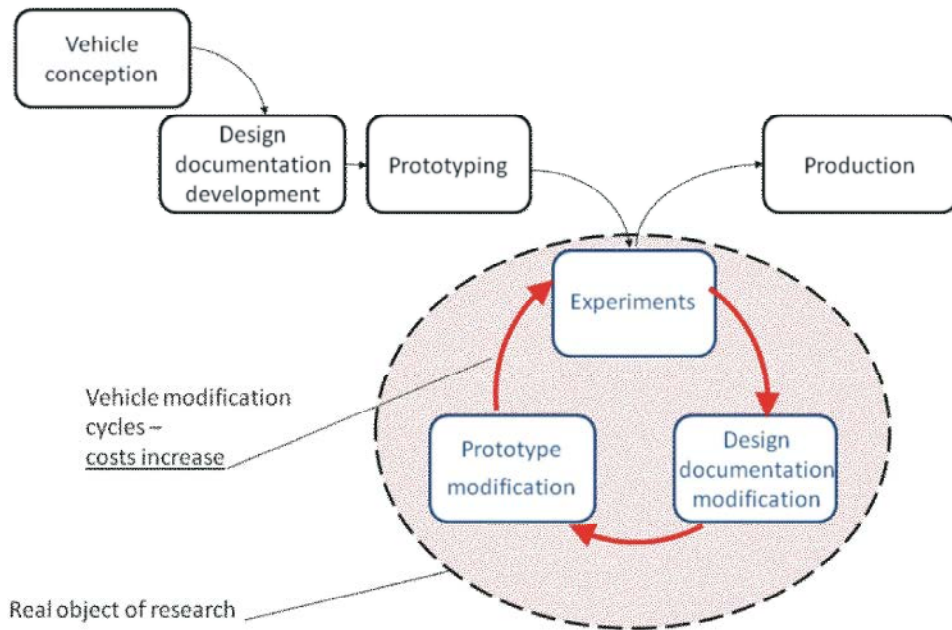 Vehicle
conception
Design
documentation
development
Prototyping
Production
Experiments
Vehicle modification
cycles –
costs increase
Prototype
modification
Design
documentation
modification
Real object of research